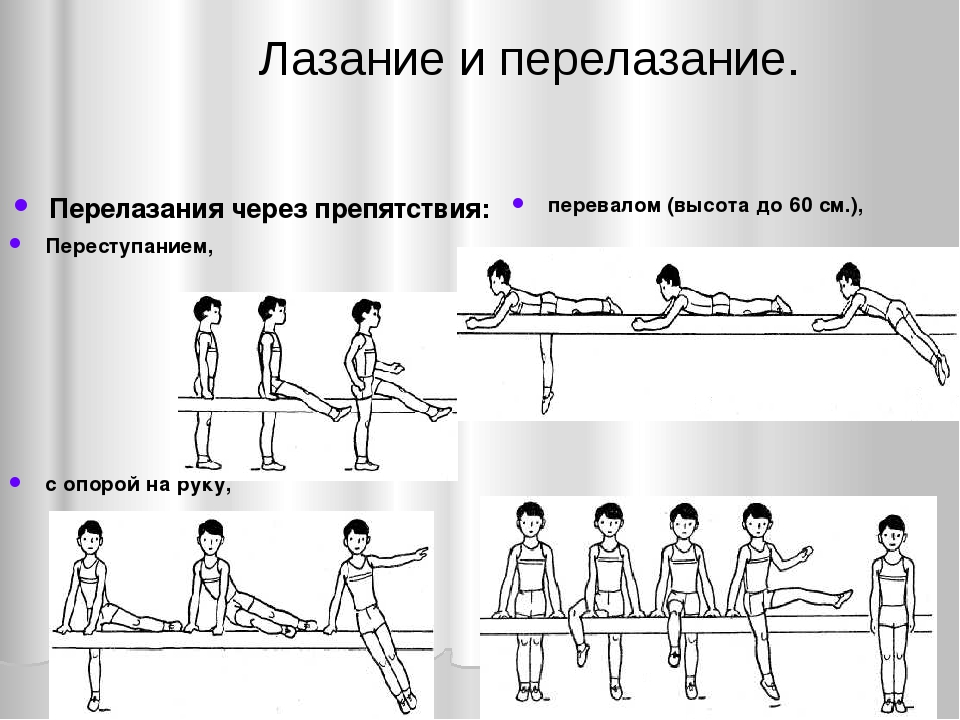 Лазание и перелазание.
Перелазания через препятствия:
Переступанием,
с опорой на руку,
перевалом (высота до 60 см.),